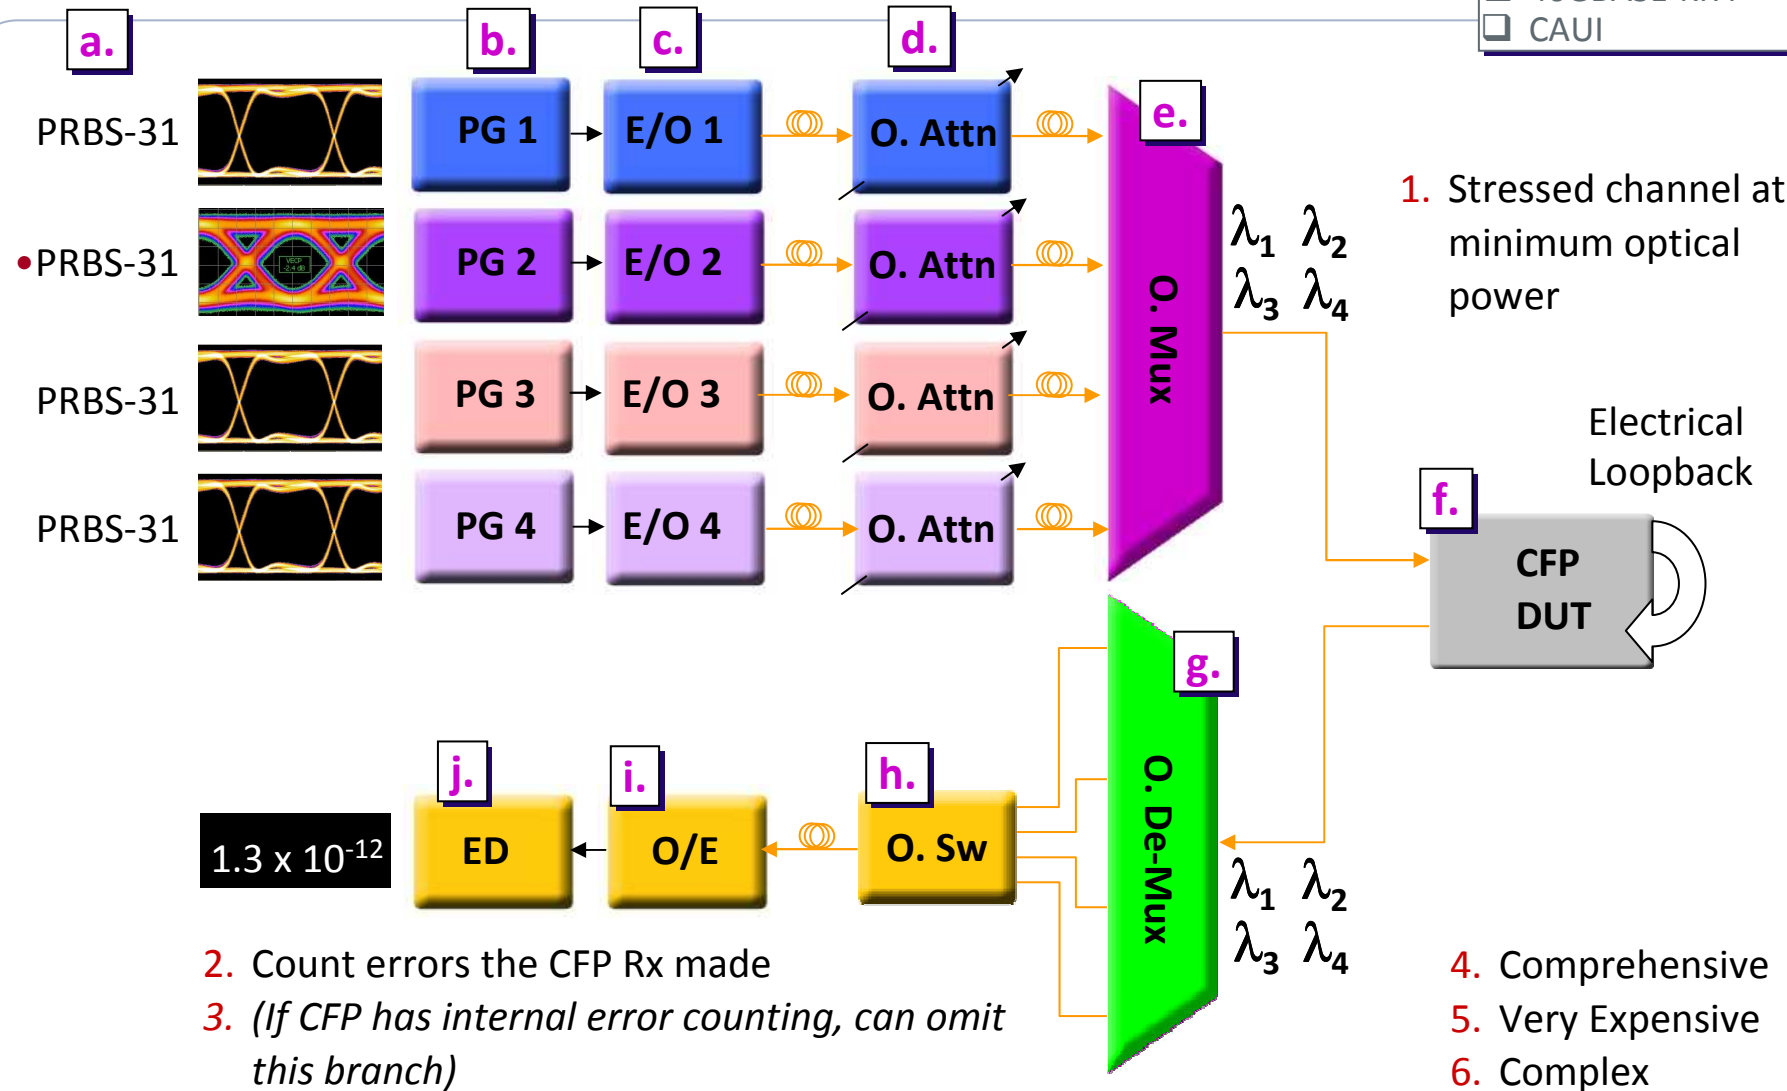 CAUI
a.
b.
c.
d.
PRBS-31
PG 1
E/O 1
O. Attn
e.
•PRBS-31
VECP
-2.4 dB
PG 2
E/O 2
O. Attn
PRBS-31
PG 3
E/O 3
O. Attn
PRBS-31
PG 4
E/O 4
O. Attn
O. Mux
λ1 λ2
λ3 λ4
1. Stressed channel at
minimum optical
power
Electrical
Loopback
f.
CFP
DUT
g.
O. De-Mux
λ1 λ2
λ3 λ4
h.
O. Sw
i.
O/E
j.
ED
1.3 x 10⁻¹²
2. Count errors the CFP Rx made
3. (If CFP has internal error counting, can omit
this branch)
4. Comprehensive
5. Very Expensive
6. Complex